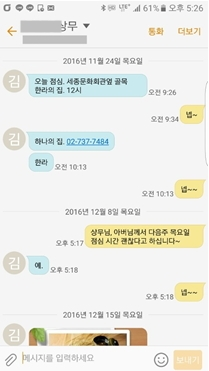 61% 오후 5:26
상무
통화 더보기
2016년 11월 24일 목요일
김
오늘 점심. 세종문화회관옆 골목
한라의 집. 12시
오전 9:26
넵~
오전 9:34
김
하나의 집. 02-737-7484
한라
오전 10:13
넵~~
오전 10:13
2016년 12월 8일 목요일
상무님, 아버님께서 다음주 목요일
점심 시간 괜찮다고 하십니다~
오후 5:17
김
예.
오후 5:18
넵~~
오후 5:18
2016년 12월 15일 목요일
김
메시지를 입력하세요
보내기